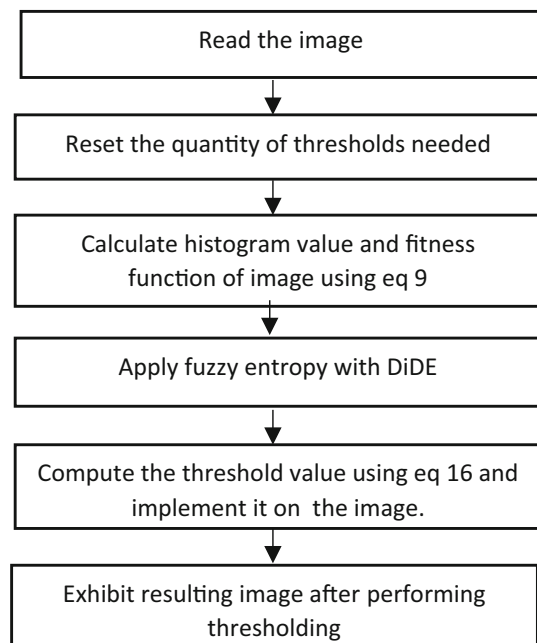 Read the image
Reset the quantity of thresholds needed
Calculate histogram value and fitness
function of image using eq 9
Apply fuzzy entropy with DiDE
Compute the threshold value using eq 16 and
implement it on the image.
Exhibit resulting image after performing
thresholding